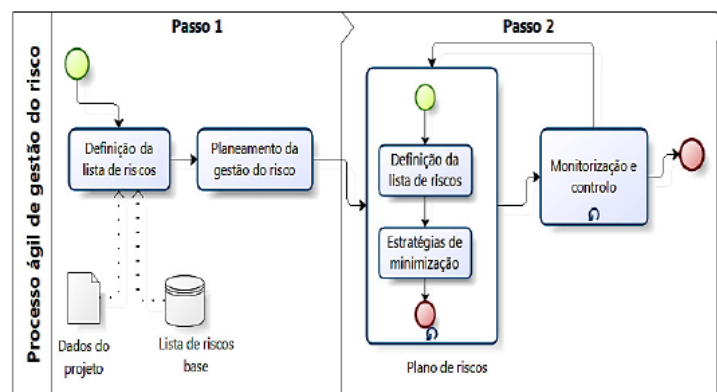 Processo ágil de gestão do risco
Passo 1
Passo 2
Definição da
lista de riscos
Planeamento da
gestão do risco
Dados do
projeto
Lista de riscos
base
Definição da
lista de riscos
Estratégias de
minimização
Plano de riscos
Monitorização e
controlo